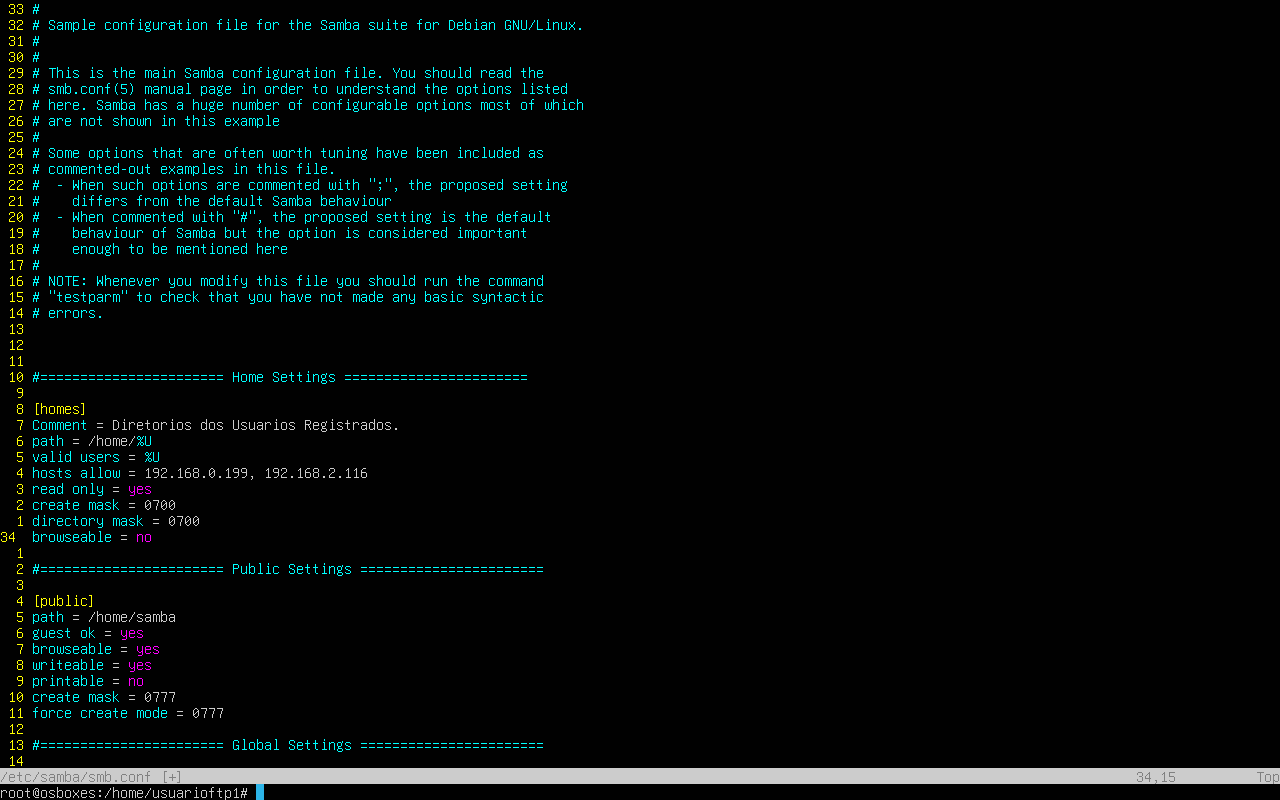 33 #
32 # Sample configuration file for the Samba suite for Debian GNU/Linux.
31 #
30 #
29 # This is the main Samba configuration file. You should read the
28 # smb.conf(5) manual page in order to understand the options listed
27 # here. Samba has a huge number of configurable options most of which
26 # are not shown in this example
25 #
24 # Some options that are often worth tuning have been included as
23 # commented-out examples in this file.
22 #  - When such options are commented with ";", the proposed setting
21 #    differs from the default Samba behaviour
20 #  - When commented with "#", the proposed setting is the default
19 #    behaviour of Samba but the option is considered important
18 #    enough to be mentioned here
17 #
16 # NOTE: Whenever you modify this file you should run the command
15 # "testparm" to check that you have not made any basic syntactic
14 # errors.
13
12
11
10 #======================= Home Settings =======================
9
8 [homes]
7 Comment = Diretorios dos Usuarios Registrados.
6 path = /home/%U
5 valid users = %U
4 hosts allow = 192.168.0.199, 192.168.2.116
3 read only = yes
2 create mask = 0700
1 directory mask = 0700
34  browseable = no
1
2 #======================= Public Settings =======================
3
4 [public]
5 path = /home/samba
6 guest ok = yes
7 browseable = yes
8 writeable = yes
9 printable = no
10 create mask = 0777
11 force create mode = 0777
12
13 #======================= Global Settings =======================
14
/etc/samba/smb.conf [+] 34,15 Top
root@osboxes:/home/usuarioftp1#